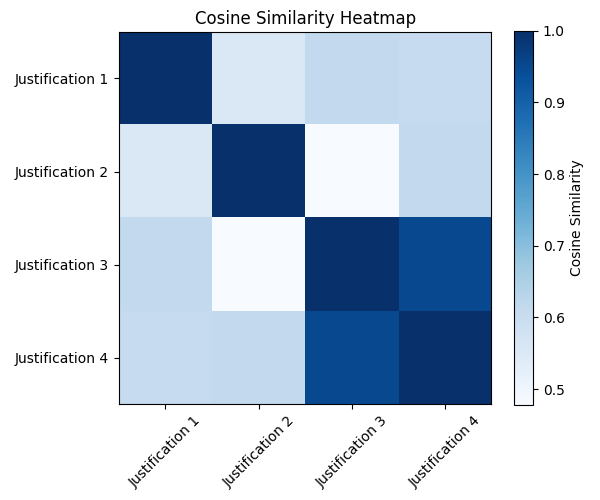 Cosine Similarity Heatmap
Justification 1
Justification 2
Justification 3
Justification 4
Justification 1
Justification 2
Justification 3
Justification 4
1.0
0.9
0.8
0.7
0.6
0.5
Cosine Similarity